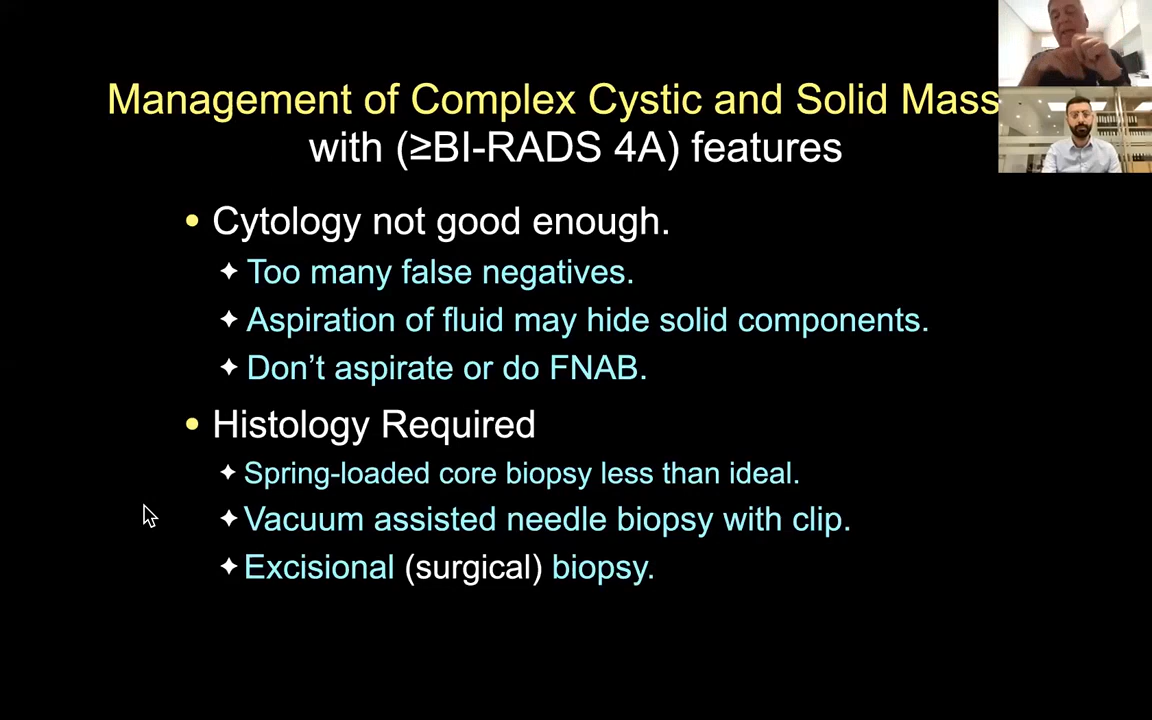 Management of Complex Cystic and Solid Mass
with (≥BI-RADS 4A) features
• Cytology not good enough.
✦ Too many false negatives.
✦ Aspiration of fluid may hide solid components.
✦ Don’t aspirate or do FNAB.
• Histology Required
✦ Spring-loaded core biopsy less than ideal.
✦ Vacuum assisted needle biopsy with clip.
✦ Excisional (surgical) biopsy.